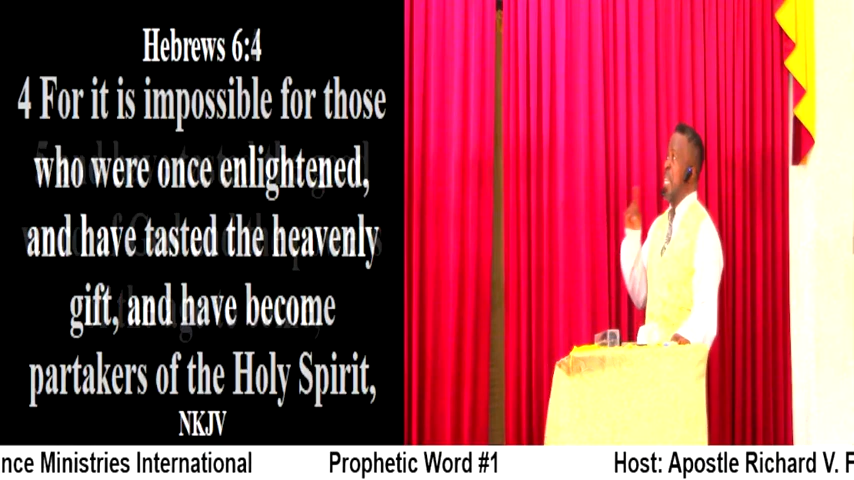 Hebrews 6:4
4 For it is impossible for those
who were once enlightened,
and have tasted the heavenly
gift, and have become
partakers of the Holy Spirit,
NKJV
nce Ministries International Prophetic Word #1 Host: Apostle Richard V. F